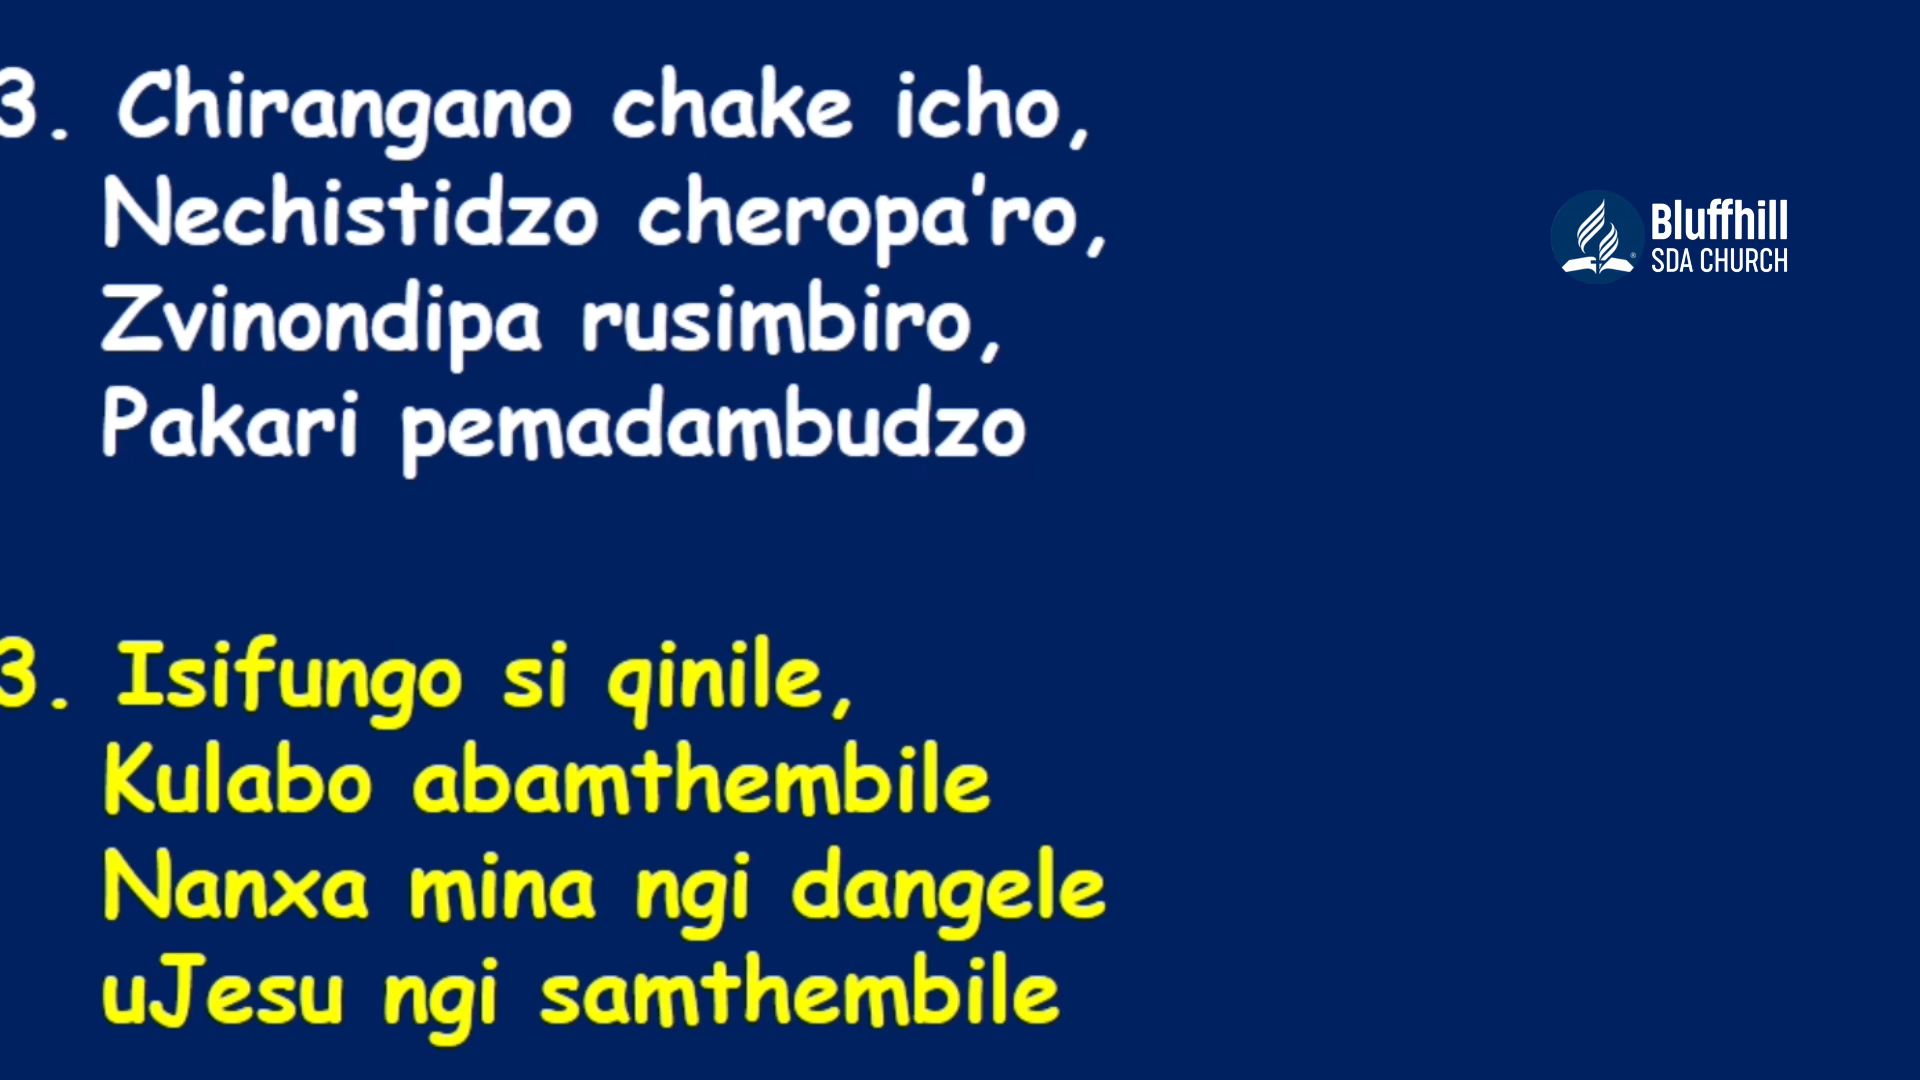 3. Chirangano chake icho,
Nechistidzo cheropa'ro,
Zvinondipa rusimbiro,
Pakari pemadambudzo
Bluffhill
SDA CHURCH
3. Isifungo si qinile,
Kulabo abamthembile
Nanxa mina ngi dangele
uJesu ngi samthembile